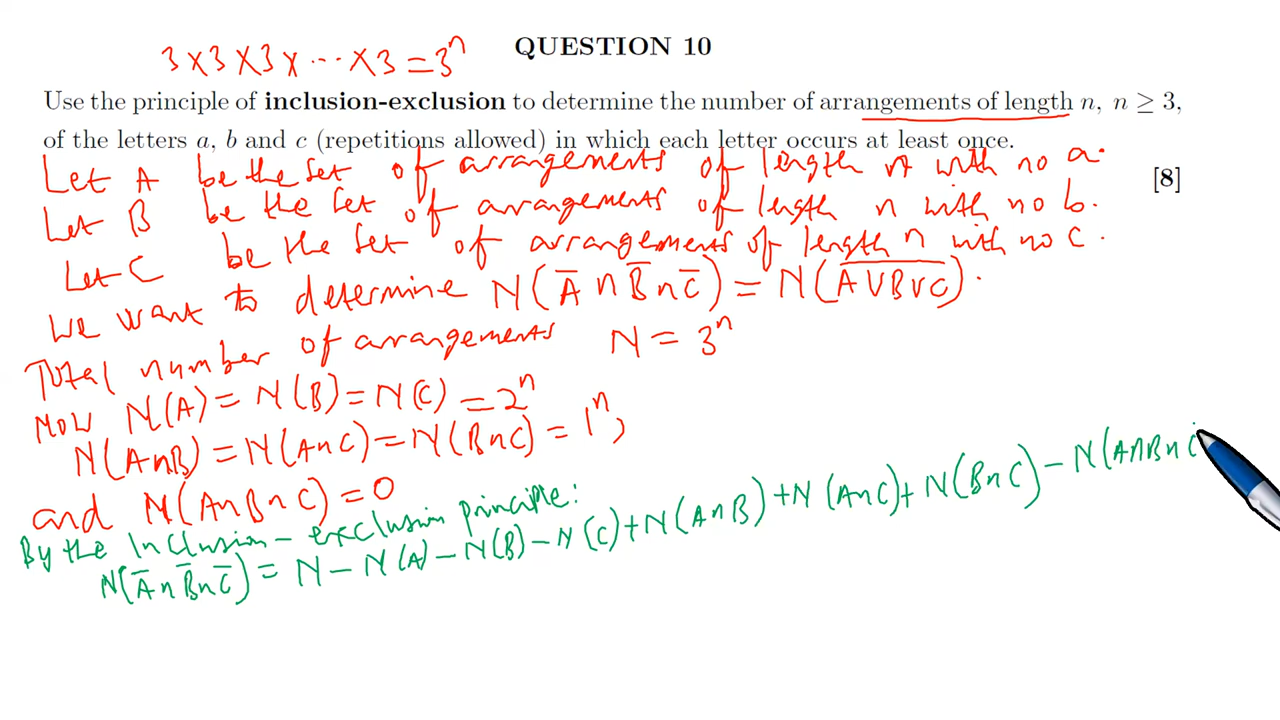 3×3×3×⋯×3=3ⁿ
QUESTION 10
Use the principle of inclusion-exclusion to determine the number of arrangements of length n, n ≥ 3,
of the letters a, b and c (repetitions allowed) in which each letter occurs at least once.
[8]
Let A be the set of arrangements of length n with no a.
Let B be the set of arrangements of length n with no b.
Let C be the set of arrangements of length n with no c.
We want to determine N(A̅∩B̅∩C̅) = N(\overline{A∪B∪C}).
Total number of arrangements N = 3ⁿ
Now N(A) = N(B) = N(C) = 2ⁿ
N(A∩B) = N(A∩C) = N(B∩C) = 1ⁿ,
and N(A∩B∩C) = 0
By the Inclusion-exclusion principle:
N(A̅∩B̅∩C̅) = N − N(A) − N(B) − N(C) + N(A∩B) + N(A∩C) + N(B∩C) − N(A∩B∩C